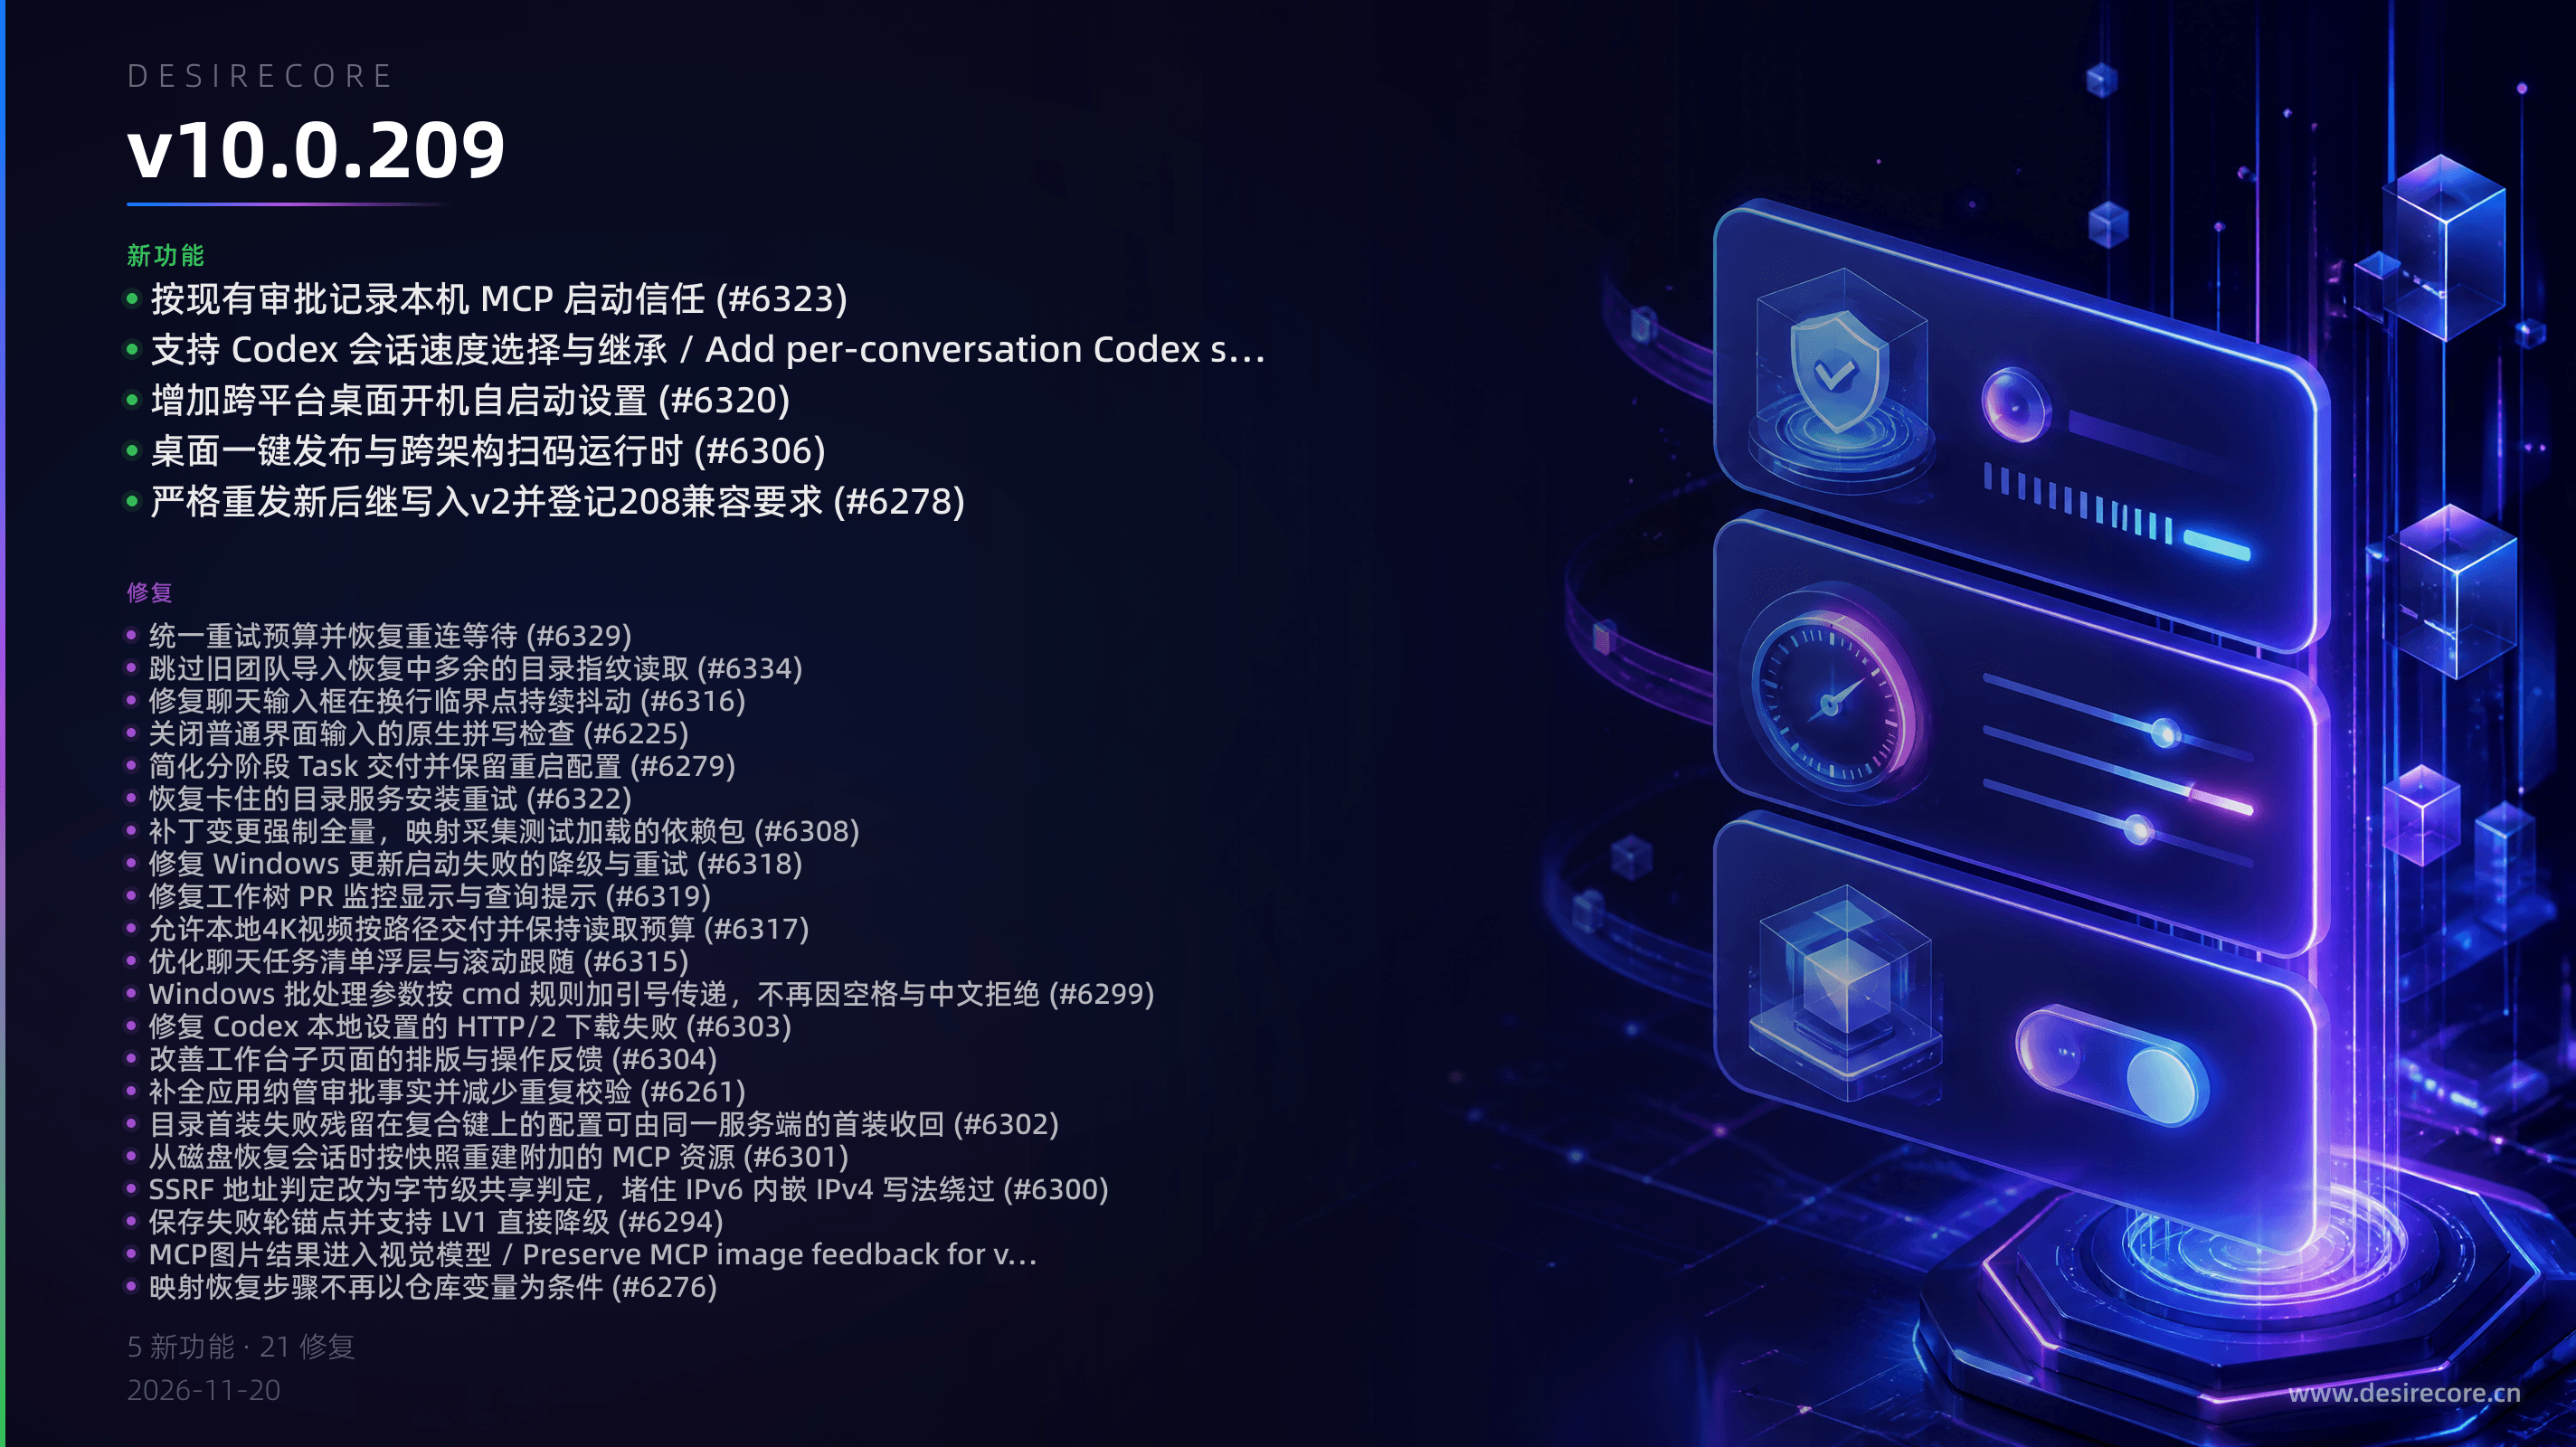 DESIRECORE
v10.0.209
新功能
按现有审批记录本机 MCP 启动信任 (#6323)
支持 Codex 会话速度选择与继承 / Add per-conversation Codex s…
增加跨平台桌面开机自启动设置 (#6320)
桌面一键发布与跨架构扫码运行时 (#6306)
严格重发新后继写入v2并登记208兼容要求 (#6278)
修复
统一重试预算并恢复重连等待 (#6329)
跳过旧团队导入恢复中多余的目录指纹读取 (#6334)
修复聊天输入框在换行临界点持续抖动 (#6316)
关闭普通界面输入的原生拼写检查 (#6225)
简化分阶段 Task 交付并保留重启配置 (#6279)
恢复卡住的目录服务安装重试 (#6322)
补丁变更强制全量，映射采集测试加载的依赖包 (#6308)
修复 Windows 更新启动失败的降级与重试 (#6318)
修复工作树 PR 监控显示与查询提示 (#6319)
允许本地4K视频按路径交付并保持读取预算 (#6317)
优化聊天任务清单浮层与滚动跟随 (#6315)
Windows 批处理参数按 cmd 规则加引号传递，不再因空格与中文拒绝 (#6299)
修复 Codex 本地设置的 HTTP/2 下载失败 (#6303)
改善工作台子页面的排版与操作反馈 (#6304)
补全应用纳管审批事实并减少重复校验 (#6261)
目录首装失败残留在复合键上的配置可由同一服务端的首装收回 (#6302)
从磁盘恢复会话时按快照重建附加的 MCP 资源 (#6301)
SSRF 地址判定改为字节级共享判定，堵住 IPv6 内嵌 IPv4 写法绕过 (#6300)
保存失败轮锚点并支持 LV1 直接降级 (#6294)
MCP图片结果进入视觉模型 / Preserve MCP image feedback for v…
映射恢复步骤不再以仓库变量为条件 (#6276)
5 新功能 · 21 修复
2026-11-20
www.desirecore.cn